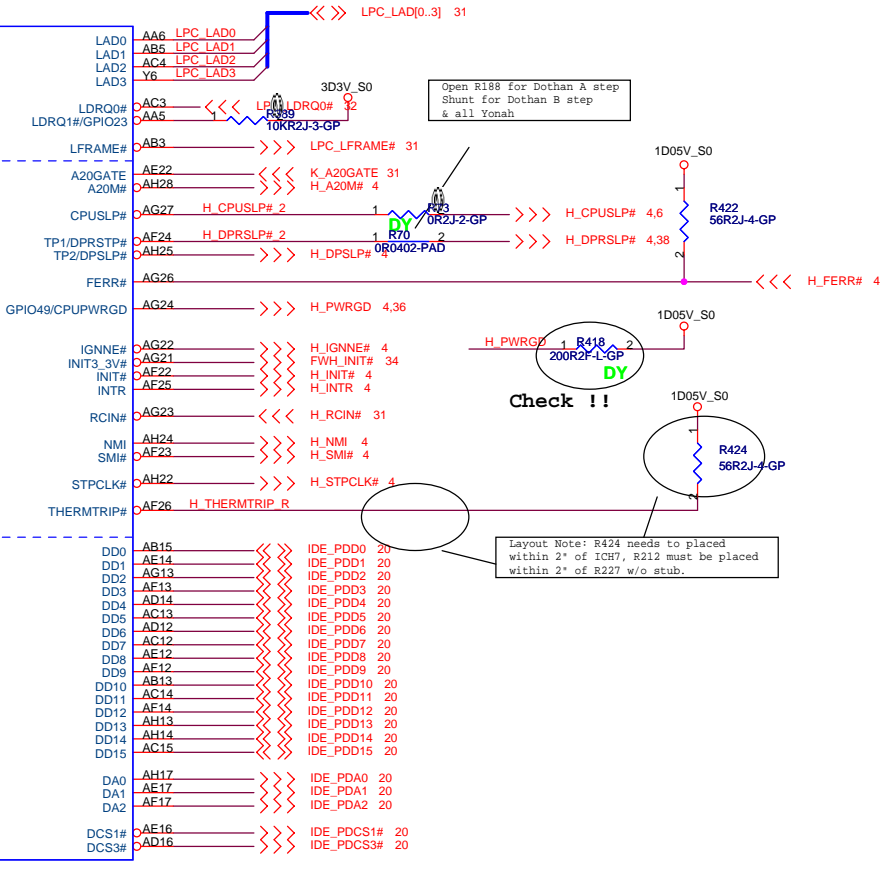 LPC_LAD[0..3] 31
LAD0 AA6 LPC_LAD0
LAD1 AB5 LPC_LAD1
LAD2 AC4 LPC_LAD2
LAD3 Y6 LPC_LAD3
3D3V_S0
LDRQ0# AC3 LDRQ0# 32
LDRQ1#/GPIO23 AA5 1
10KR2J-3-GP
Open R188 for Dothan A step
Shunt for Dothan B step
& all Yonah
LFRAME# AB3 LPC_LFRAME# 31
1D05V_S0
A20GATE AE22 K_A20GATE 31
A20M# AH28 H_A20M# 4
CPUSLP# AG27 H_CPUSLP#_2 1 H_CPUSLP# 4,6
0R2J-2-GP
DY
1 R422
56R2J-4-GP
2
TP1/DPRSTP# AF24 H_DPRSLP#_2 1 R70 2 H_DPRSLP# 4,38
0R0402-PAD
TP2/DPSLP# AH25 H_DPSLP# 4
FERR# AG26 H_FERR# 4
GPIO49/CPUPWRGD AG24 H_PWRGD 4,36
1D05V_S0
H_PWRGD 1 R418 2
200R2F-L-GP
DY
Check !!
IGNNE# AG22 H_IGNNE# 4
INIT3_3V# AG21 FWH_INIT# 34
INIT# AF22 H_INIT# 4
INTR AF25 H_INTR 4
RCIN# AG23 H_RCIN# 31
1D05V_S0
1 R424
56R2J-4-GP
2
NMI AH24 H_NMI 4
SMI# AF23 H_SMI# 4
STPCLK# AH22 H_STPCLK# 4
THERMTRIP# AF26 H_THERMTRIP_R
Layout Note: R424 needs to placed
within 2" of ICH7, R212 must be placed
within 2" of R227 w/o stub.
DD0 AB15 IDE_PDD0 20
DD1 AE14 IDE_PDD1 20
DD2 AG13 IDE_PDD2 20
DD3 AF13 IDE_PDD3 20
DD4 AD14 IDE_PDD4 20
DD5 AC13 IDE_PDD5 20
DD6 AD12 IDE_PDD6 20
DD7 AC12 IDE_PDD7 20
DD8 AE12 IDE_PDD8 20
DD9 AF12 IDE_PDD9 20
DD10 AB13 IDE_PDD10 20
DD11 AC14 IDE_PDD11 20
DD12 AF14 IDE_PDD12 20
DD13 AH13 IDE_PDD13 20
DD14 AH14 IDE_PDD14 20
DD15 AC15 IDE_PDD15 20
DA0 AH17 IDE_PDA0 20
DA1 AE17 IDE_PDA1 20
DA2 AF17 IDE_PDA2 20
DCS1# AE16 IDE_PDCS1# 20
DCS3# AD16 IDE_PDCS3# 20